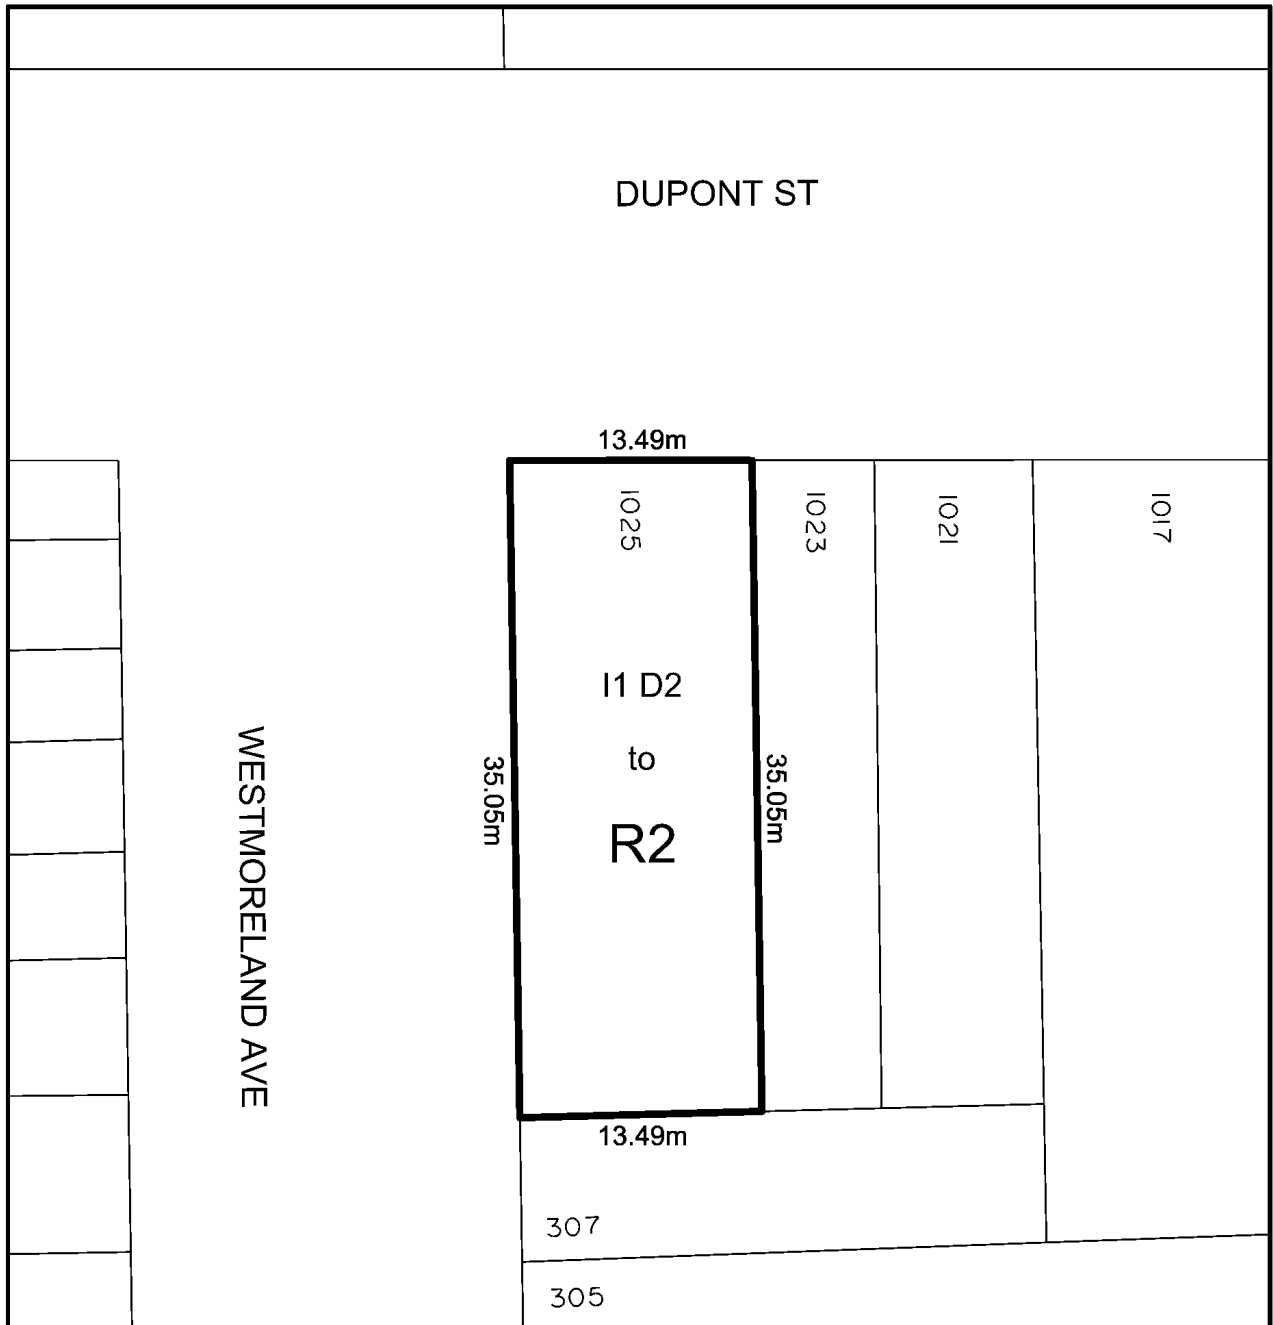 DUPONT ST
13.49m
1025
1023
1021
1017
I1 D2
to
R2
35.05m
35.05m
WESTMORELAND AVE
13.49m
307
305